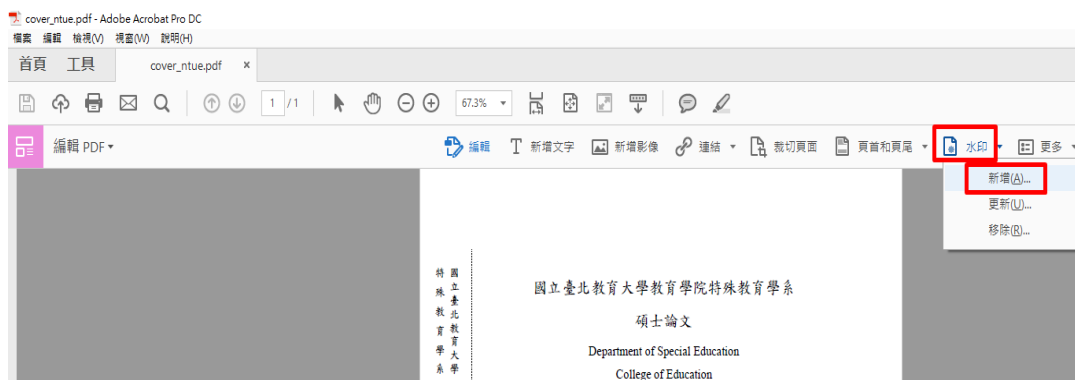 cover_ntue.pdf - Adobe Acrobat Pro DC
檔案 編輯 檢視(V) 視窗(W) 說明(H)
首頁 工具 cover_ntue.pdf ×
1 / 1 67.3%
編輯 PDF 編輯 新增文字 新增影像 連結 裁切頁面 頁首和頁尾 水印 更多
新增(A)...
更新(U)...
移除(R)...
國立臺北教育大學
特殊教育學系
國立臺北教育大學教育學院特殊教育學系
碩士論文
Department of Special Education
College of Education